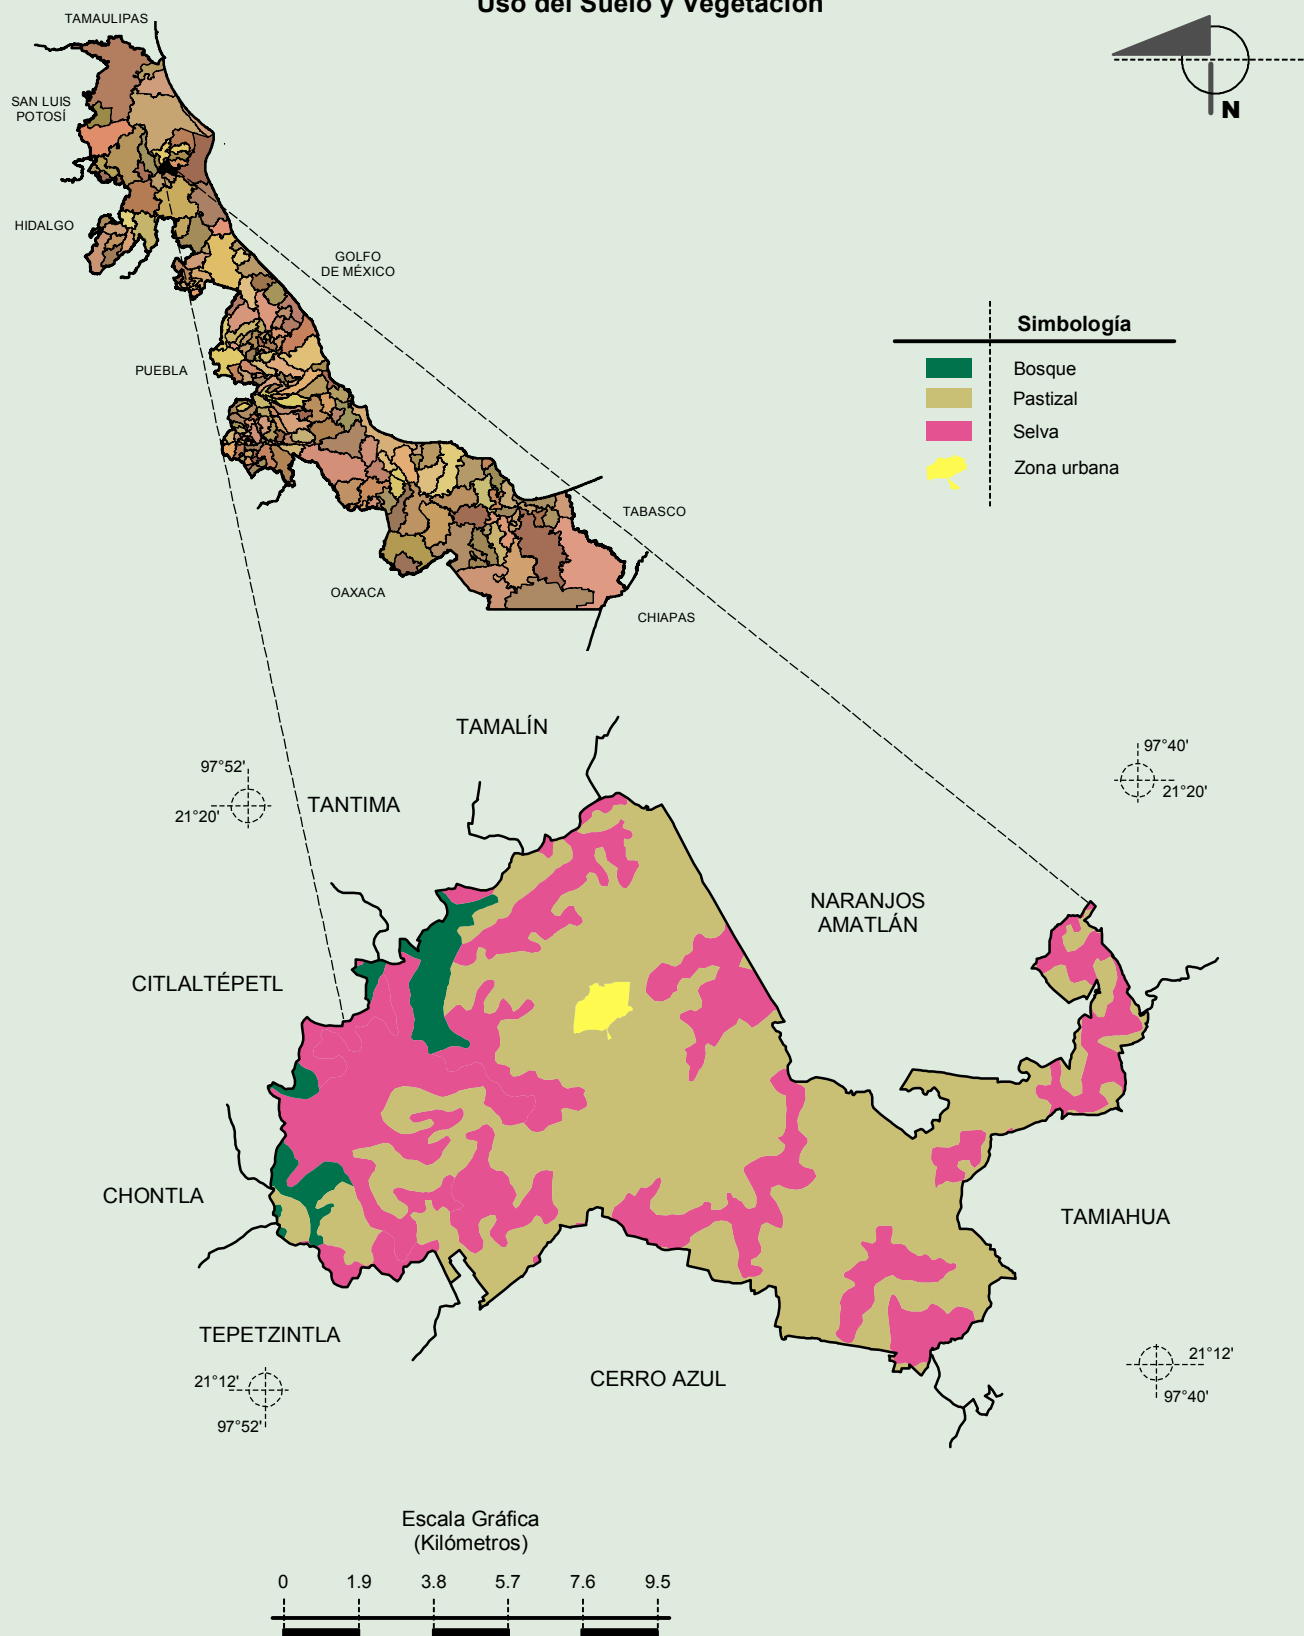 Uso del Suelo y Vegetación
TAMAULIPAS
SAN LUIS
POTOSÍ
N
HIDALGO
GOLFO
DE MÉXICO
Simbología
Bosque
Pastizal
Selva
Zona urbana
PUEBLA
TABASCO
OAXACA
CHIAPAS
TAMALÍN
97°52'
21°20'
TANTIMA
97°40'
21°20'
NARANJOS
AMATLÁN
CITLALTÉPETL
CHONTLA
TAMIAHUA
TEPETZINTLA
CERRO AZUL
21°12'
97°52'
21°12'
97°40'
Escala Gráfica
(Kilómetros)
0 1.9 3.8 5.7 7.6 9.5